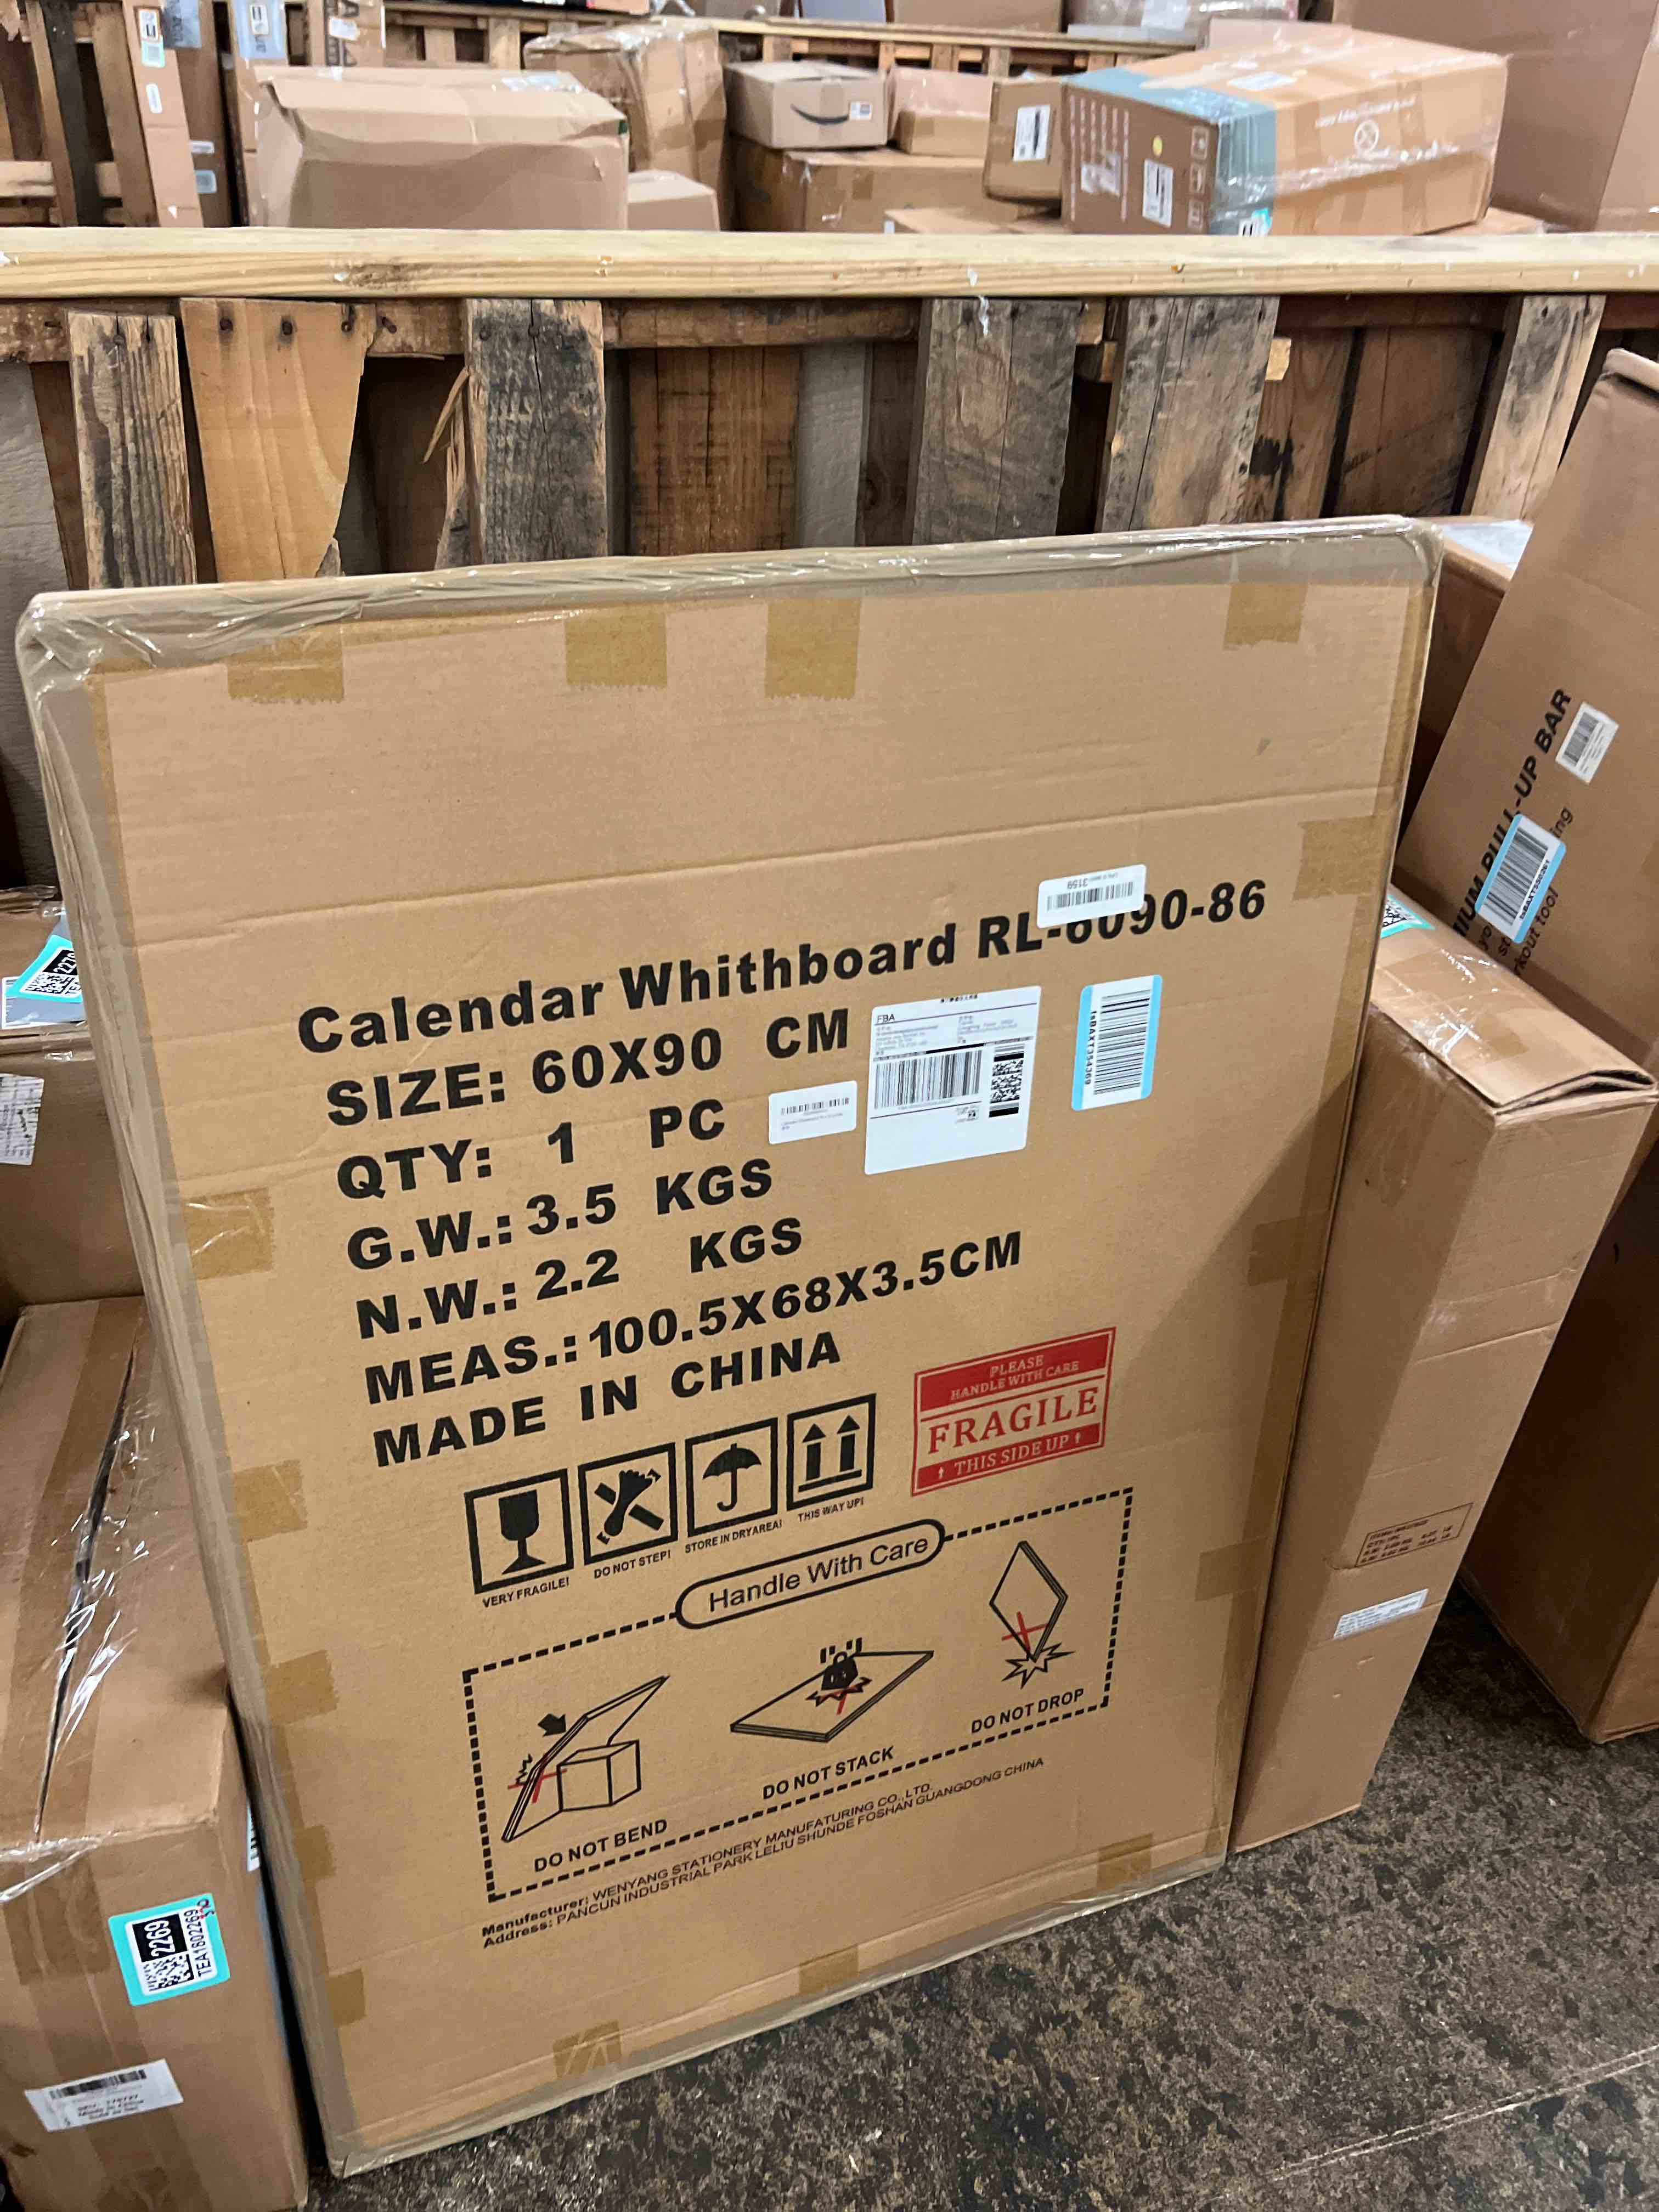 Calendar Whithboard RL-6090-86
SIZE: 60X90 CM
QTY: 1 PC
G.W.: 3.5 KGS
N.W.: 2.2 KGS
MEAS.: 100.5X68X3.5CM
MADE IN CHINA
3159
FBA
tsBAXT354369
PLEASE
HANDLE WITH CARE
FRAGILE
THIS SIDE UP
VERY FRAGILE!
DO NOT STEP!
STORE IN DRYAREA!
THIS WAY UP!
Handle With Care
DO NOT BEND
DO NOT STACK
DO NOT DROP
Manufacturer: WENYANG STATIONERY MANUFATURING CO., LTD.
Address: PANCUN INDUSTRIAL PARK LELIU SHUNDE FOSHAN GUANGDONG CHINA
PULL-UP BAR
2269
TEA1602269